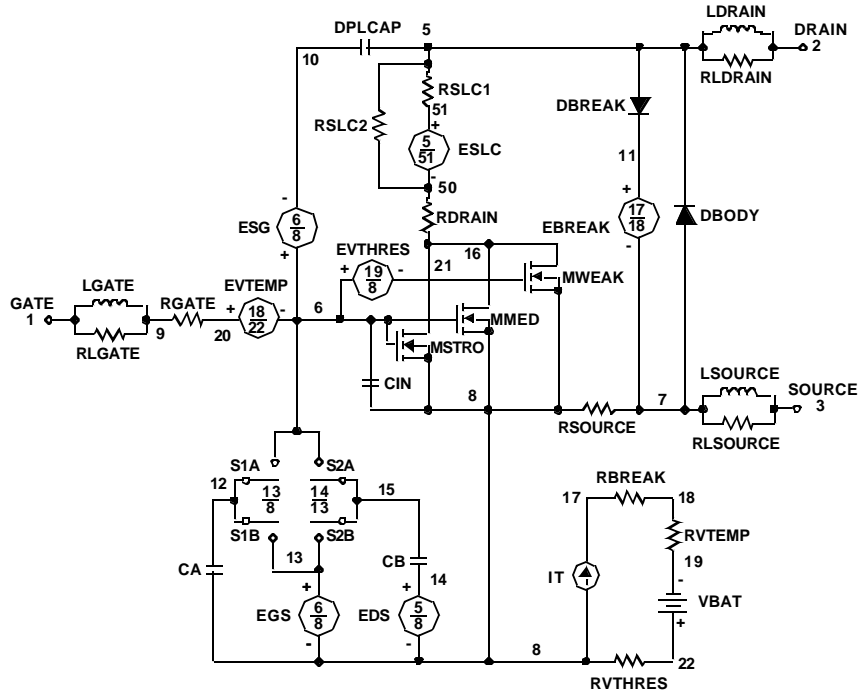 LDRAIN
DPLCAP 5 DRAIN
10 2
RSLC1 RLDRAIN
51 DBREAK
RSLC2 +
5/51 ESLC
11
-
50
- +
ESG 6/8 RDRAIN EBREAK 17/18 DBODY
+ EVTHRES 16 -
+ 19/8 - 21 MWEAK
LGATE EVTEMP
GATE RGATE + 18/22 - 6 MMED
1 9 20
RLGATE MSTRO
CIN LSOURCE
8 7 SOURCE
3
RSOURCE RLSOURCE
S1A S2A
12 13/8 14/13 15 RBREAK
17 18
S1B S2B
13 RVTEMP
CA CB 19
14 IT -
+ + VBAT
EGS 6/8 EDS 5/8 +
- - 8 22
RVTHRES